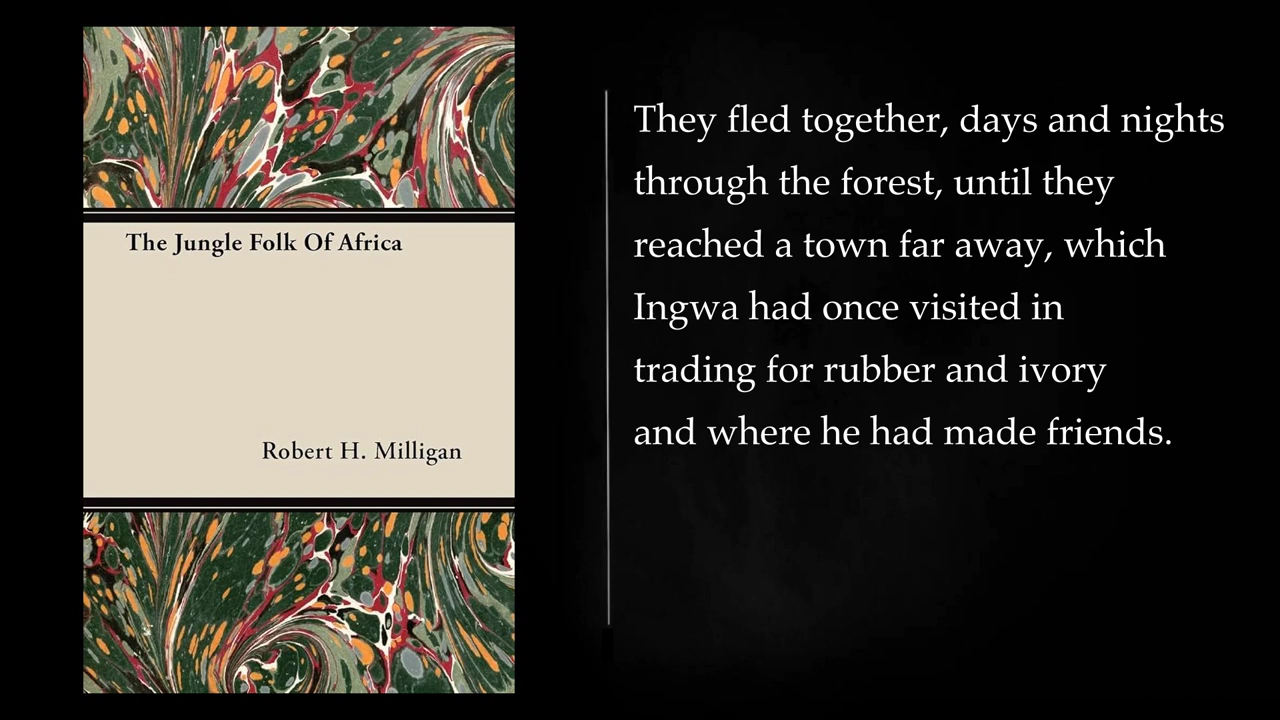 The Jungle Folk Of Africa
Robert H. Milligan
They fled together, days and nights
through the forest, until they
reached a town far away, which
Ingwa had once visited in
trading for rubber and ivory
and where he had made friends.